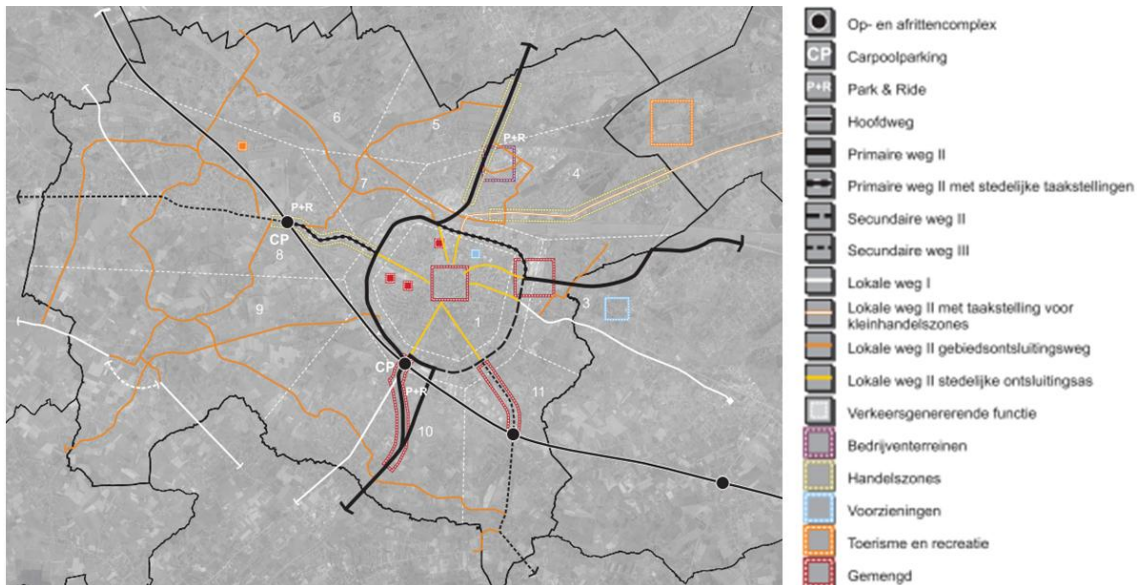 6
5
P+R
4
7
P+R
CP
8
3
9
1
CP
P+R
11
10
Op- en afrittencomplex
CP
Carpoolparking
P+R
Park & Ride
Hoofdweg
Primaire weg II
Primaire weg II met stedelijke taakstellingen
Secundaire weg II
Secundaire weg III
Lokale weg I
Lokale weg II met taakstelling voor
kleinhandelszones
Lokale weg II gebiedsontsluitingsweg
Lokale weg II stedelijke ontsluitingsas
Verkeersgenererende functie
Bedrijventerreinen
Handelszones
Voorzieningen
Toerisme en recreatie
Gemengd